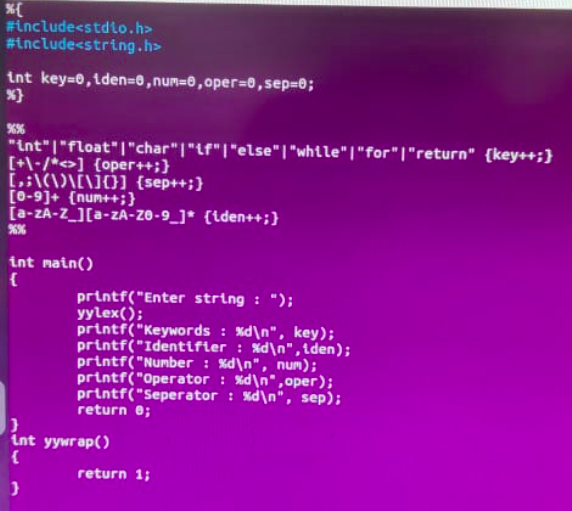 %{
#include<stdio.h>
#include<string.h>
int key=0,iden=0,num=0,oper=0,sep=0;
%}
%%
"int"|"float"|"char"|"if"|"else"|"while"|"for"|"return" {key++;}
[+\-/*<>] {oper++;}
[,;\(\)\[\]{}] {sep++;}
[0-9]+ {num++;}
[a-zA-Z_][a-zA-Z0-9_]* {iden++;}
%%
int main()
{
printf("Enter string : ");
yylex();
printf("Keywords : %d\n", key);
printf("Identifier : %d\n",iden);
printf("Number : %d\n", num);
printf("Operator : %d\n",oper);
printf("Seperator : %d\n", sep);
return 0;
}
int yywrap()
{
return 1;
}